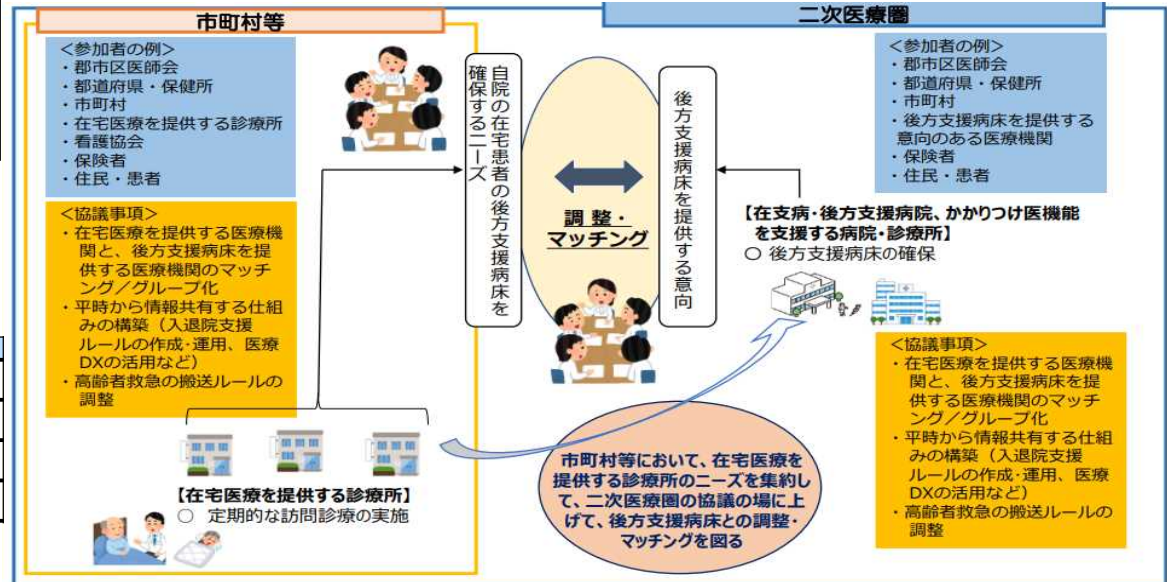 市町村等
＜参加者の例＞
・郡市区医師会
・都道府県・保健所
・市町村
・在宅医療を提供する診療所
・看護協会
・保険者
・住民・患者
＜協議事項＞
・在宅医療を提供する医療機
関と、後方支援病床を提
供する医療機関のマッチ
ング／グループ化
・平時から情報共有する仕組
みの構築（入退院支援
ルールの作成・運用、医療
DXの活用など）
・高齢者救急の搬送ルールの
調整
【在宅医療を提供する診療所】
○ 定期的な訪問診療の実施
自院の在宅患者の後方支援病床を
確保するニーズ
調整・
マッチング
後方支援病床を提供する意向
市町村等において、在宅医療を
提供する診療所のニーズを集約し
て、二次医療圏の協議の場に上
げて、後方支援病床との調整・
マッチングを図る
二次医療圏
＜参加者の例＞
・郡市区医師会
・都道府県・保健所
・市町村
・後方支援病床を提供する
意向のある医療機関
・保険者
・住民・患者
【在支病・後方支援病院、かかりつけ医機能
を支援する病院・診療所】
○ 後方支援病床の確保
＜協議事項＞
・在宅医療を提供する医療機
関と、後方支援病床を提
供する医療機関のマッチ
ング／グループ化
・平時から情報共有する仕組
みの構築（入退院支援
ルールの作成・運用、医療
DXの活用など）
・高齢者救急の搬送ルールの
調整